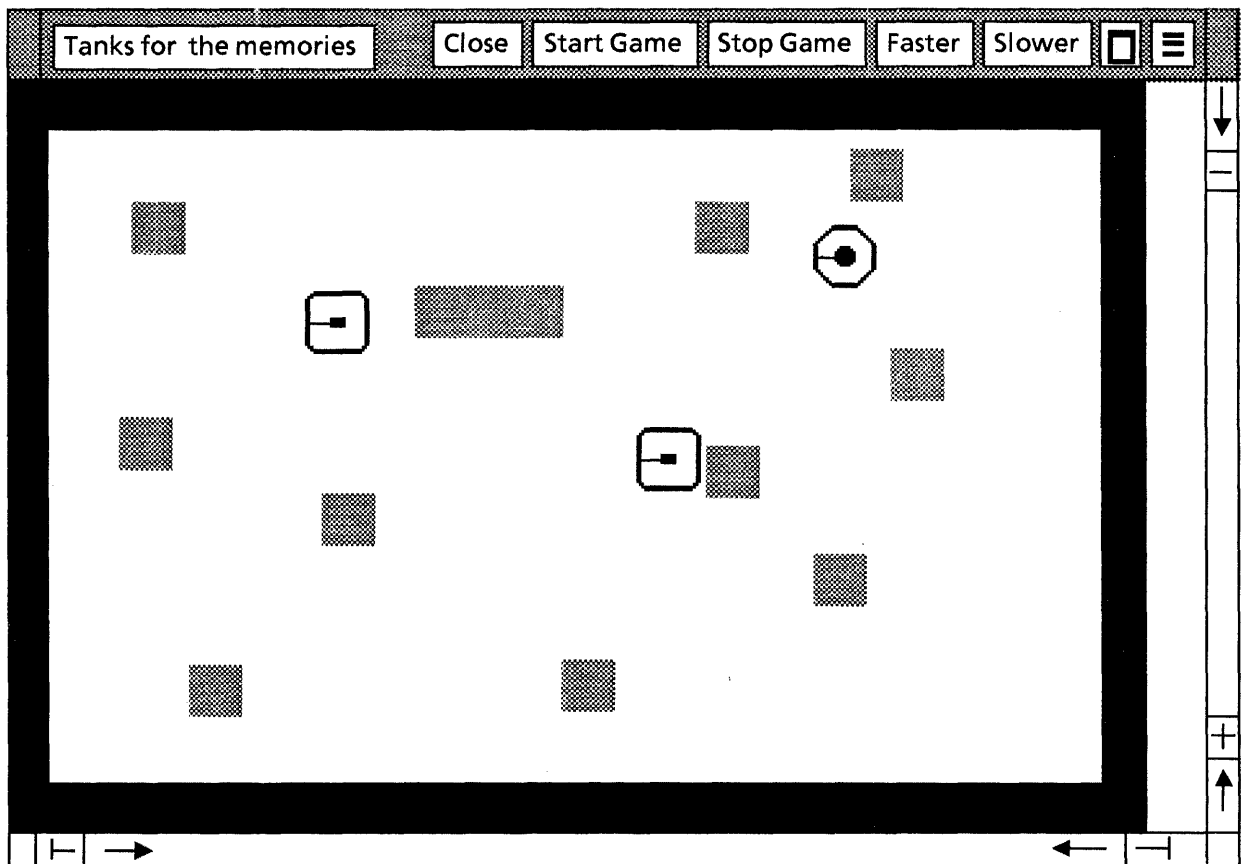 Tanks for the memories
Close
Start Game
Stop Game
Faster
Slower